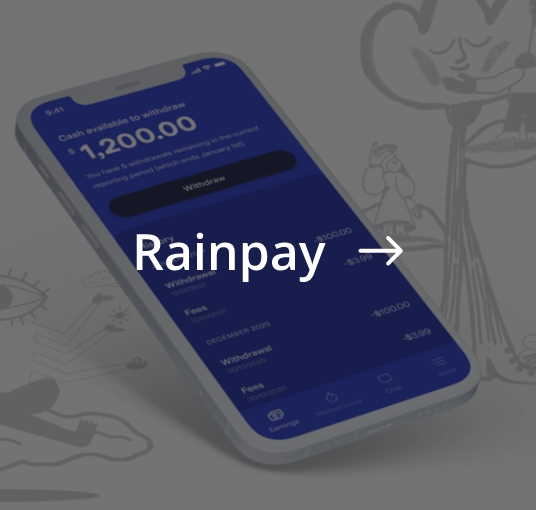 9:41
Cash available to withdraw
$ 1,200.00
You have 5 withdrawals remaining in the current
reporting period (which ends January 1st).
Withdraw
Rainpay →
-$100.00
Withdrawal
-$3.99
Fees
DECEMBER 2020
-$100.00
Withdrawal
-$3.99
Fees
Earnings
Chat
More